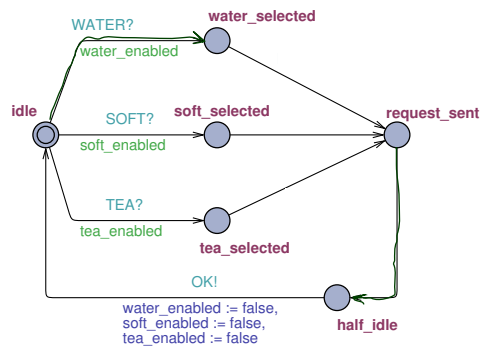 water_selected
WATER?
water_enabled
idle
SOFT?
soft_selected
request_sent
soft_enabled
TEA?
tea_enabled
tea_selected
OK!
water_enabled := false,
soft_enabled := false,
tea_enabled := false
half_idle